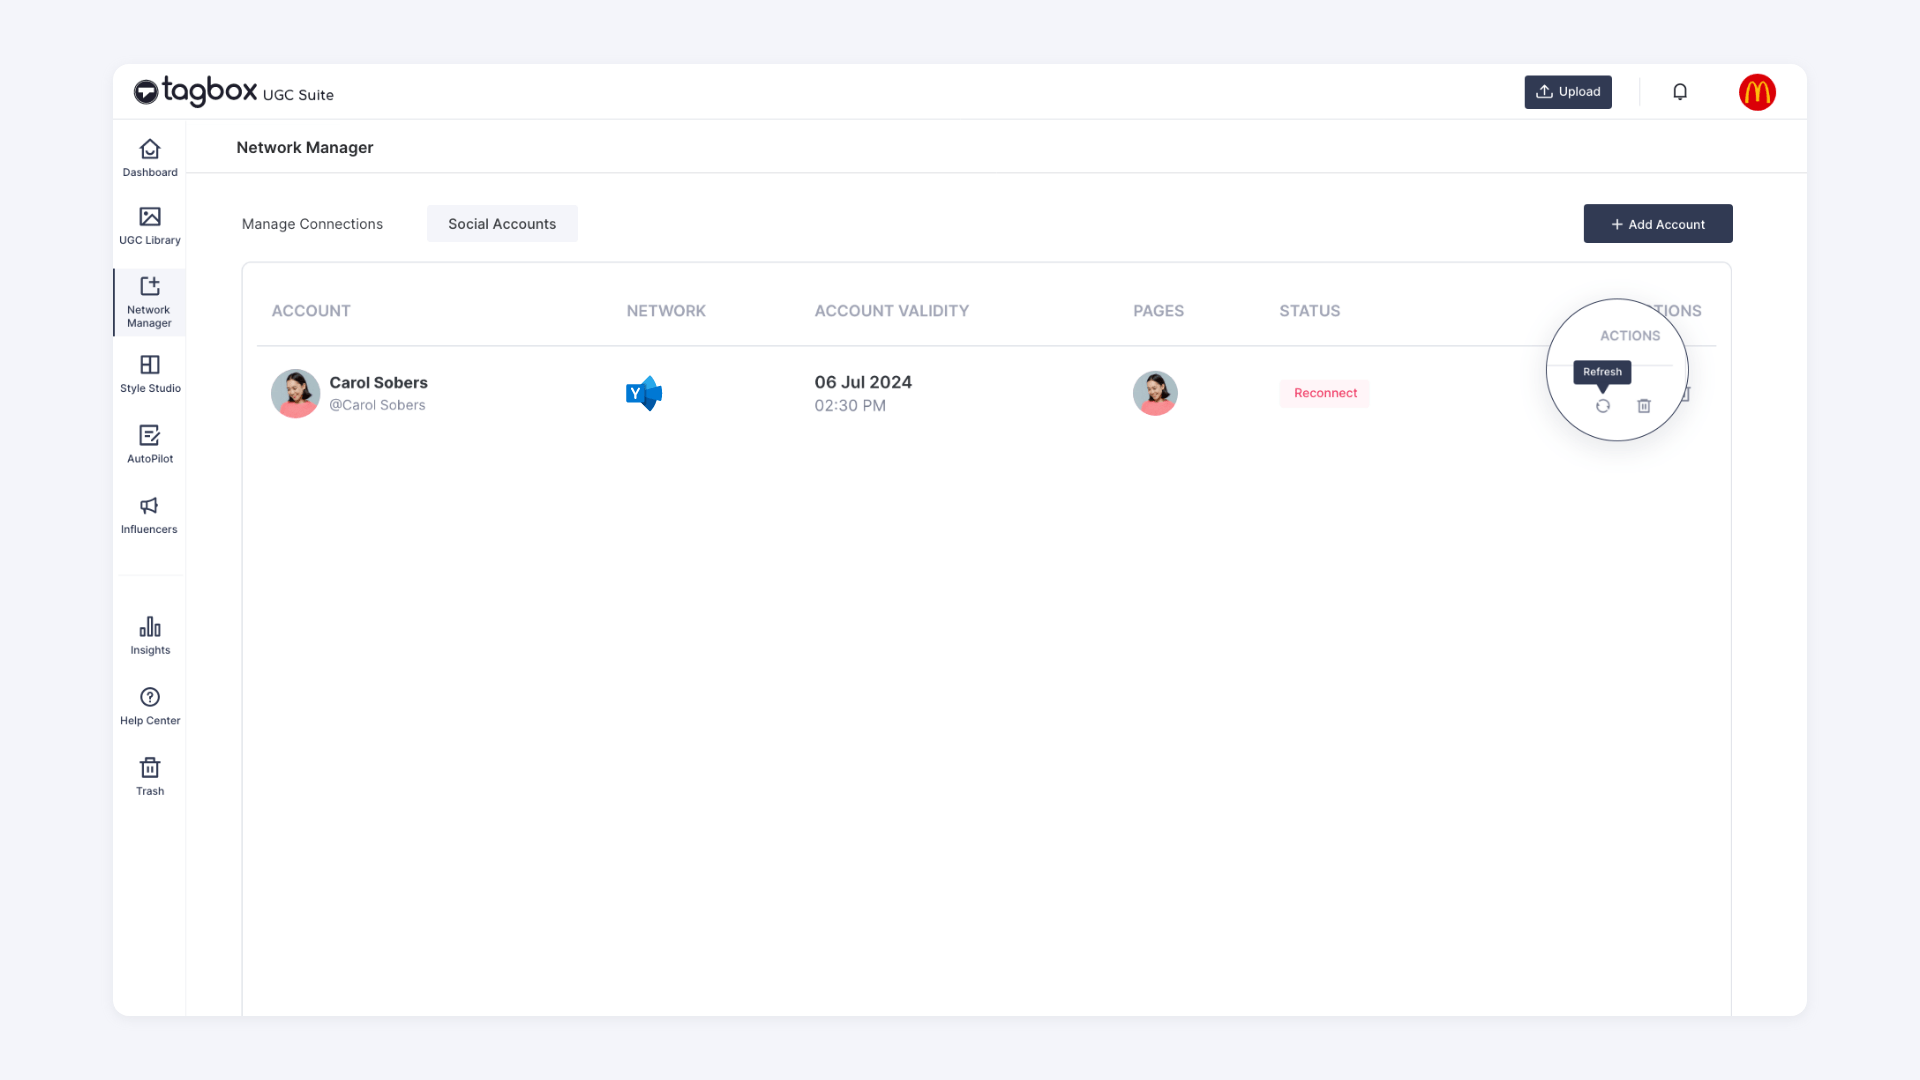 tagbox UGC Suite
Upload
Dashboard
UGC Library
Network
Manager
Style Studio
AutoPilot
Influencers
Insights
Help Center
Trash
Network Manager
Manage Connections
Social Accounts
+ Add Account
ACCOUNT NETWORK ACCOUNT VALIDITY PAGES STATUS TIONS
ACTIONS
Refresh
Carol Sobers
@Carol Sobers
Y
06 Jul 2024
02:30 PM
Reconnect